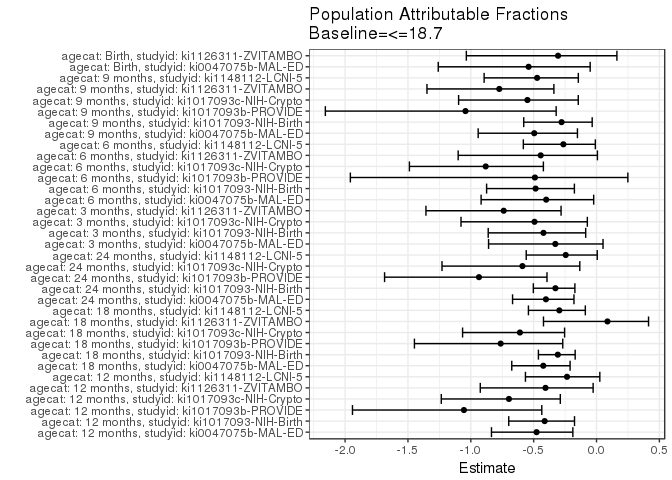 Population Attributable Fractions
Baseline=<=18.7
agecat: Birth, studyid: ki1126311-ZVITAMBO
agecat: Birth, studyid: ki0047075b-MAL-ED
agecat: 9 months, studyid: ki1148112-LCNI-5
agecat: 9 months, studyid: ki1126311-ZVITAMBO
agecat: 9 months, studyid: ki1017093c-NIH-Crypto
agecat: 9 months, studyid: ki1017093b-PROVIDE
agecat: 9 months, studyid: ki1017093-NIH-Birth
agecat: 9 months, studyid: ki0047075b-MAL-ED
agecat: 6 months, studyid: ki1148112-LCNI-5
agecat: 6 months, studyid: ki1126311-ZVITAMBO
agecat: 6 months, studyid: ki1017093c-NIH-Crypto
agecat: 6 months, studyid: ki1017093b-PROVIDE
agecat: 6 months, studyid: ki1017093-NIH-Birth
agecat: 6 months, studyid: ki0047075b-MAL-ED
agecat: 3 months, studyid: ki1126311-ZVITAMBO
agecat: 3 months, studyid: ki1017093c-NIH-Crypto
agecat: 3 months, studyid: ki1017093-NIH-Birth
agecat: 3 months, studyid: ki0047075b-MAL-ED
agecat: 24 months, studyid: ki1148112-LCNI-5
agecat: 24 months, studyid: ki1017093c-NIH-Crypto
agecat: 24 months, studyid: ki1017093b-PROVIDE
agecat: 24 months, studyid: ki1017093-NIH-Birth
agecat: 24 months, studyid: ki0047075b-MAL-ED
agecat: 18 months, studyid: ki1148112-LCNI-5
agecat: 18 months, studyid: ki1126311-ZVITAMBO
agecat: 18 months, studyid: ki1017093c-NIH-Crypto
agecat: 18 months, studyid: ki1017093b-PROVIDE
agecat: 18 months, studyid: ki1017093-NIH-Birth
agecat: 18 months, studyid: ki0047075b-MAL-ED
agecat: 12 months, studyid: ki1148112-LCNI-5
agecat: 12 months, studyid: ki1126311-ZVITAMBO
agecat: 12 months, studyid: ki1017093c-NIH-Crypto
agecat: 12 months, studyid: ki1017093b-PROVIDE
agecat: 12 months, studyid: ki1017093-NIH-Birth
agecat: 12 months, studyid: ki0047075b-MAL-ED
-2.0 -1.5 -1.0 -0.5 0.0 0.5
Estimate